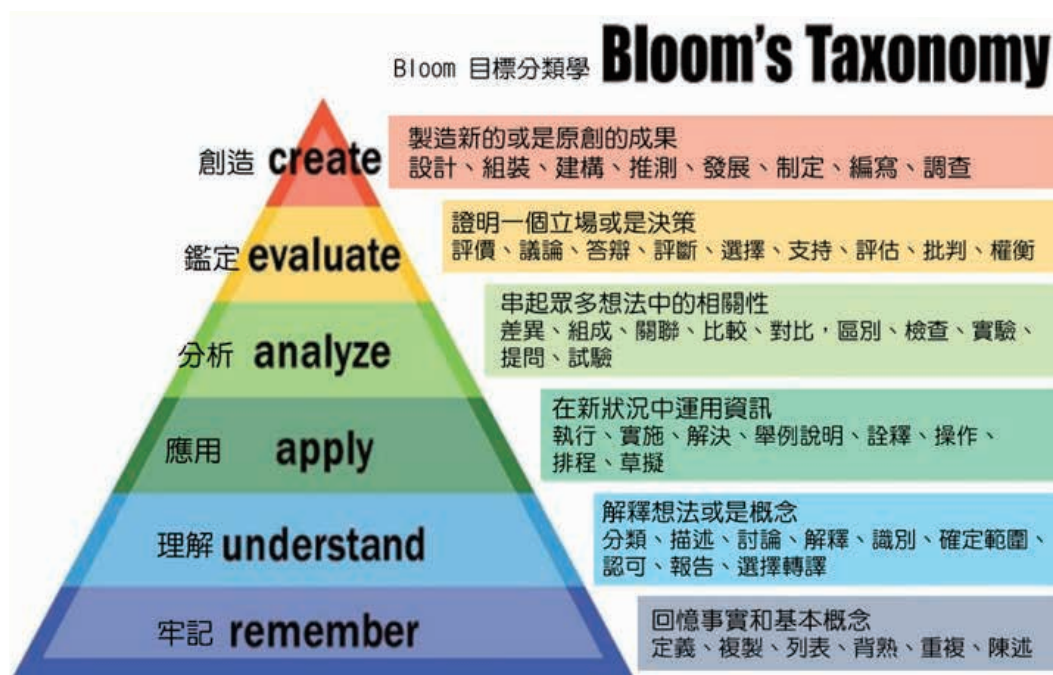 Bloom 目標分類學 Bloom's Taxonomy
創造 create
製造新的或是原創的成果
設計、組裝、建構、推測、發展、制定、編寫、調查
鑑定 evaluate
證明一個立場或是決策
評價、議論、答辯、評斷、選擇、支持、評估、批判、權衡
分析 analyze
串起眾多想法中的相關性
差異、組成、關聯、比較、對比，區別、檢查、實驗、
提問、試驗
應用 apply
在新狀況中運用資訊
執行、實施、解決、舉例說明、詮釋、操作、
排程、草擬
理解 understand
解釋想法或是概念
分類、描述、討論、解釋、識別、確定範圍、
認可、報告、選擇轉譯
牢記 remember
回憶事實和基本概念
定義、複製、列表、背熟、重複、陳述